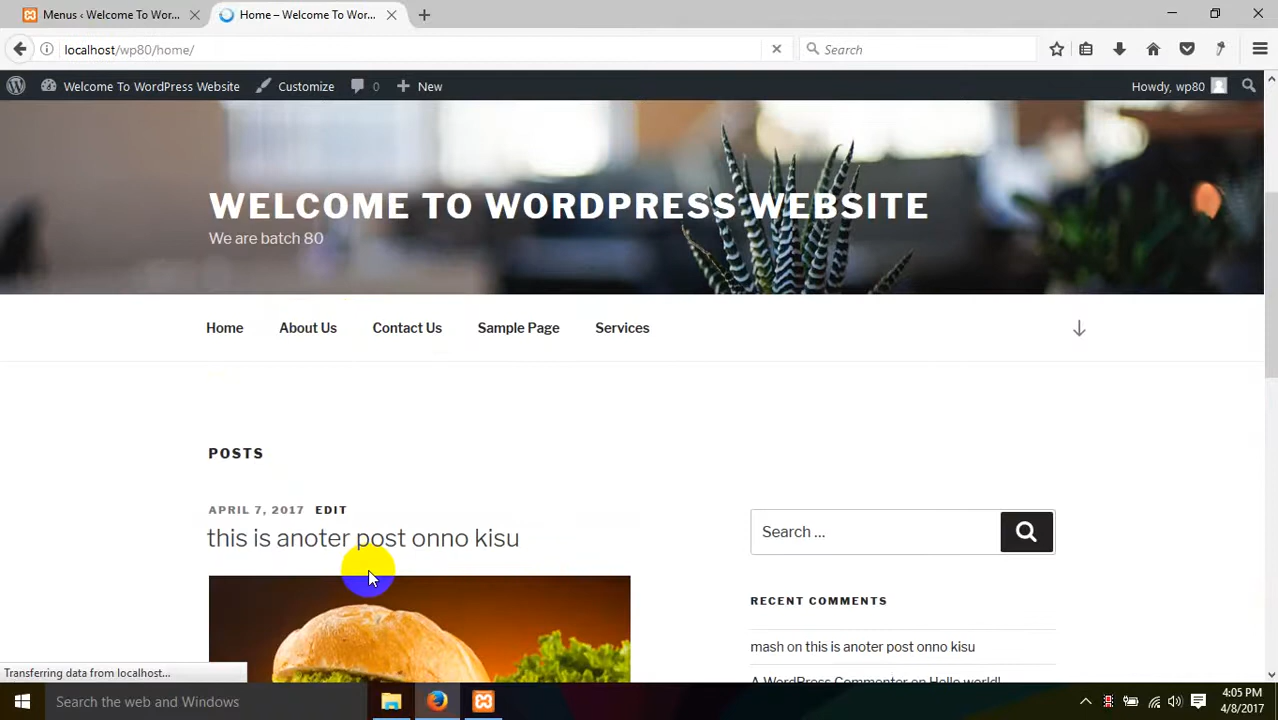 Menus ‹ Welcome To Wor...
Home – Welcome To Wor...
localhost/wp80/home/
Search
Welcome To WordPress Website
Customize
0
New
Howdy, wp80
WELCOME TO WORDPRESS WEBSITE
We are batch 80
Home
About Us
Contact Us
Sample Page
Services
POSTS
APRIL 7, 2017 EDIT
this is anoter post onno kisu
Search ...
RECENT COMMENTS
mash on this is anoter post onno kisu
A WordPress Commenter on Hello world!
Transferring data from localhost...
Search the web and Windows
4:05 PM
4/8/2017